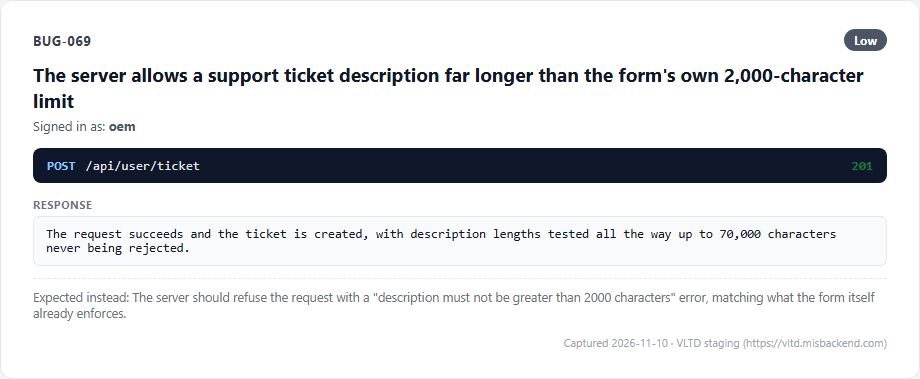 BUG-069
Low
The server allows a support ticket description far longer than the form's own 2,000-character
limit
Signed in as: oem
POST /api/user/ticket
201
RESPONSE
The request succeeds and the ticket is created, with description lengths tested all the way up to 70,000 characters
never being rejected.
Expected instead: The server should refuse the request with a "description must not be greater than 2000 characters" error, matching what the form itself
already enforces.
Captured 2026-11-10 · VLTD staging (https://vltd.misbackend.com)